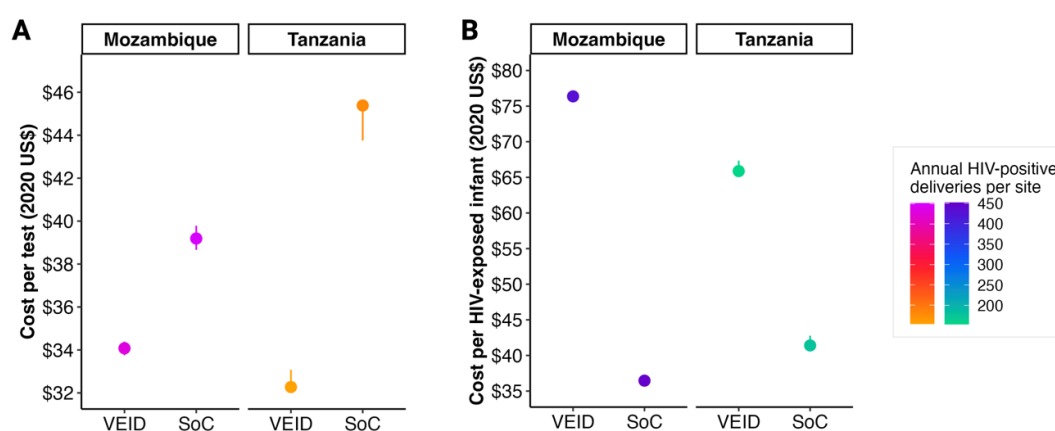 A
Mozambique
Tanzania
Cost per test (2020 US$)
$46
$44
$42
$40
$38
$36
$34
$32
VEID
SoC
VEID
SoC
B
Mozambique
Tanzania
Cost per HIV-exposed infant (2020 US$)
$80
$75
$70
$65
$60
$55
$50
$45
$40
$35
VEID
SoC
VEID
SoC
Annual HIV-positive
deliveries per site
450
400
350
300
250
200